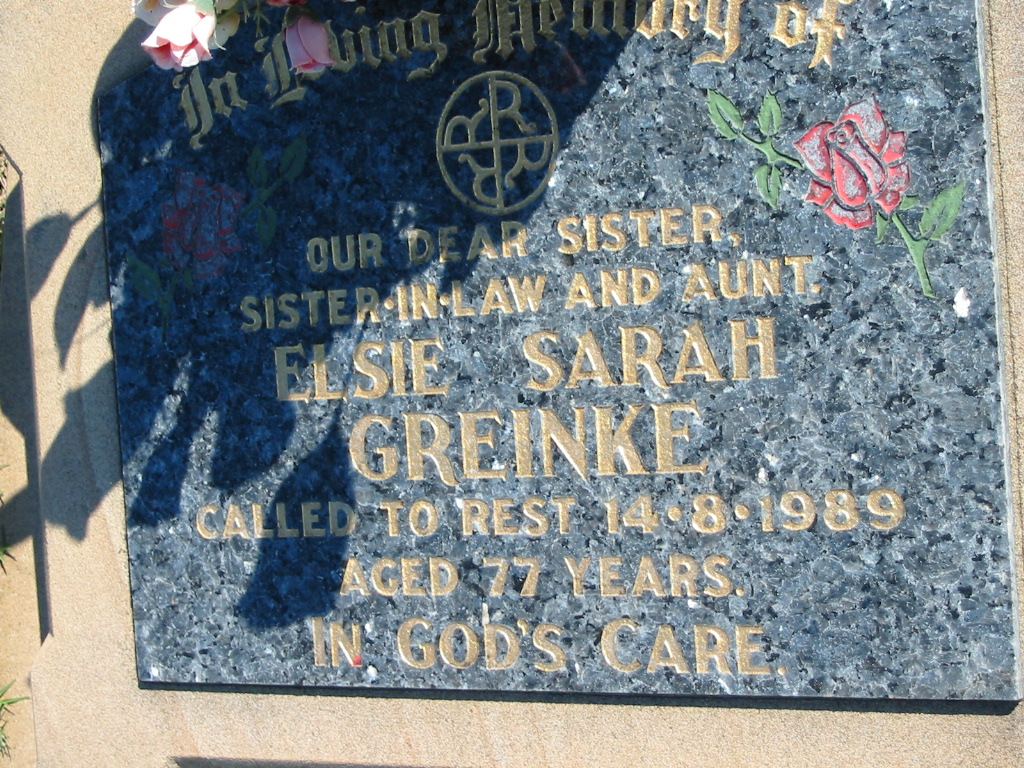 In Loving Memory of
OUR DEAR SISTER,
SISTER-IN-LAW AND AUNT.
ELSIE SARAH
GREINKE
CALLED TO REST 14·8·1989
AGED 77 YEARS.
IN GOD'S CARE.